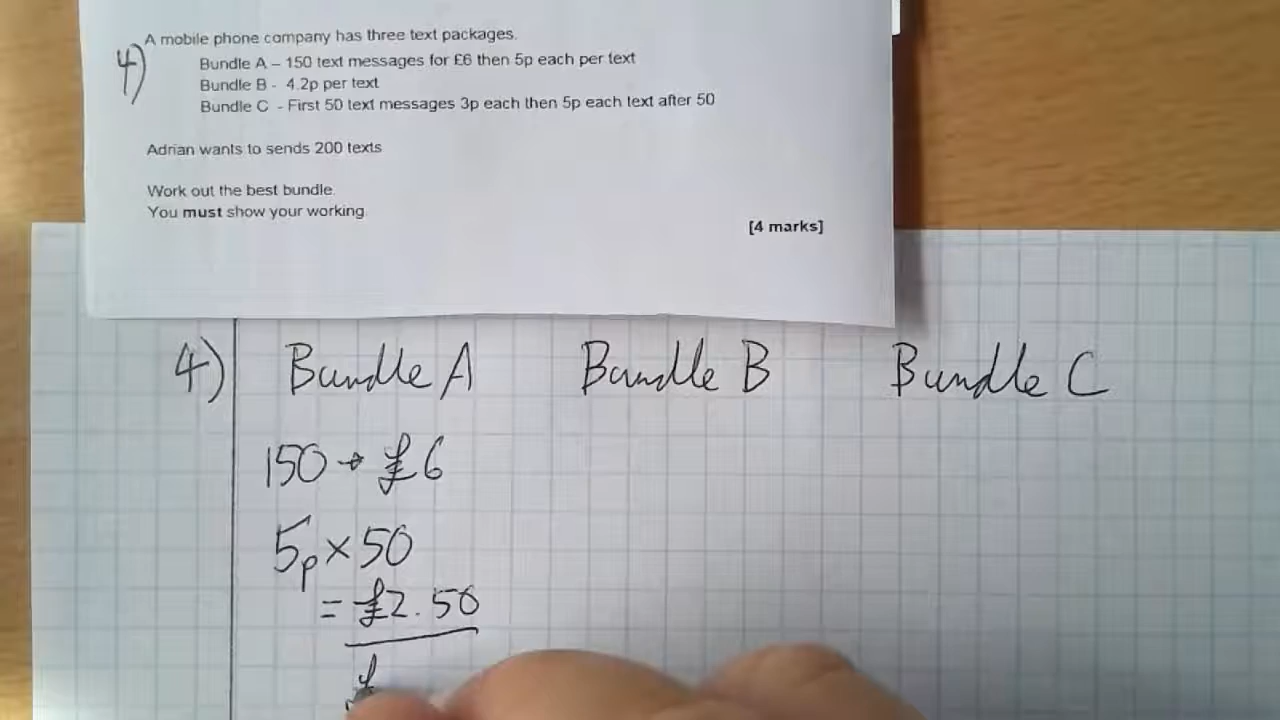 4)
A mobile phone company has three text packages.
Bundle A – 150 text messages for £6 then 5p each per text
Bundle B - 4.2p per text
Bundle C - First 50 text messages 3p each then 5p each text after 50
Adrian wants to sends 200 texts
Work out the best bundle.
You must show your working.
[4 marks]
4) Bundle A Bundle B Bundle C
150 → £6
5p × 50
= £2.50
£